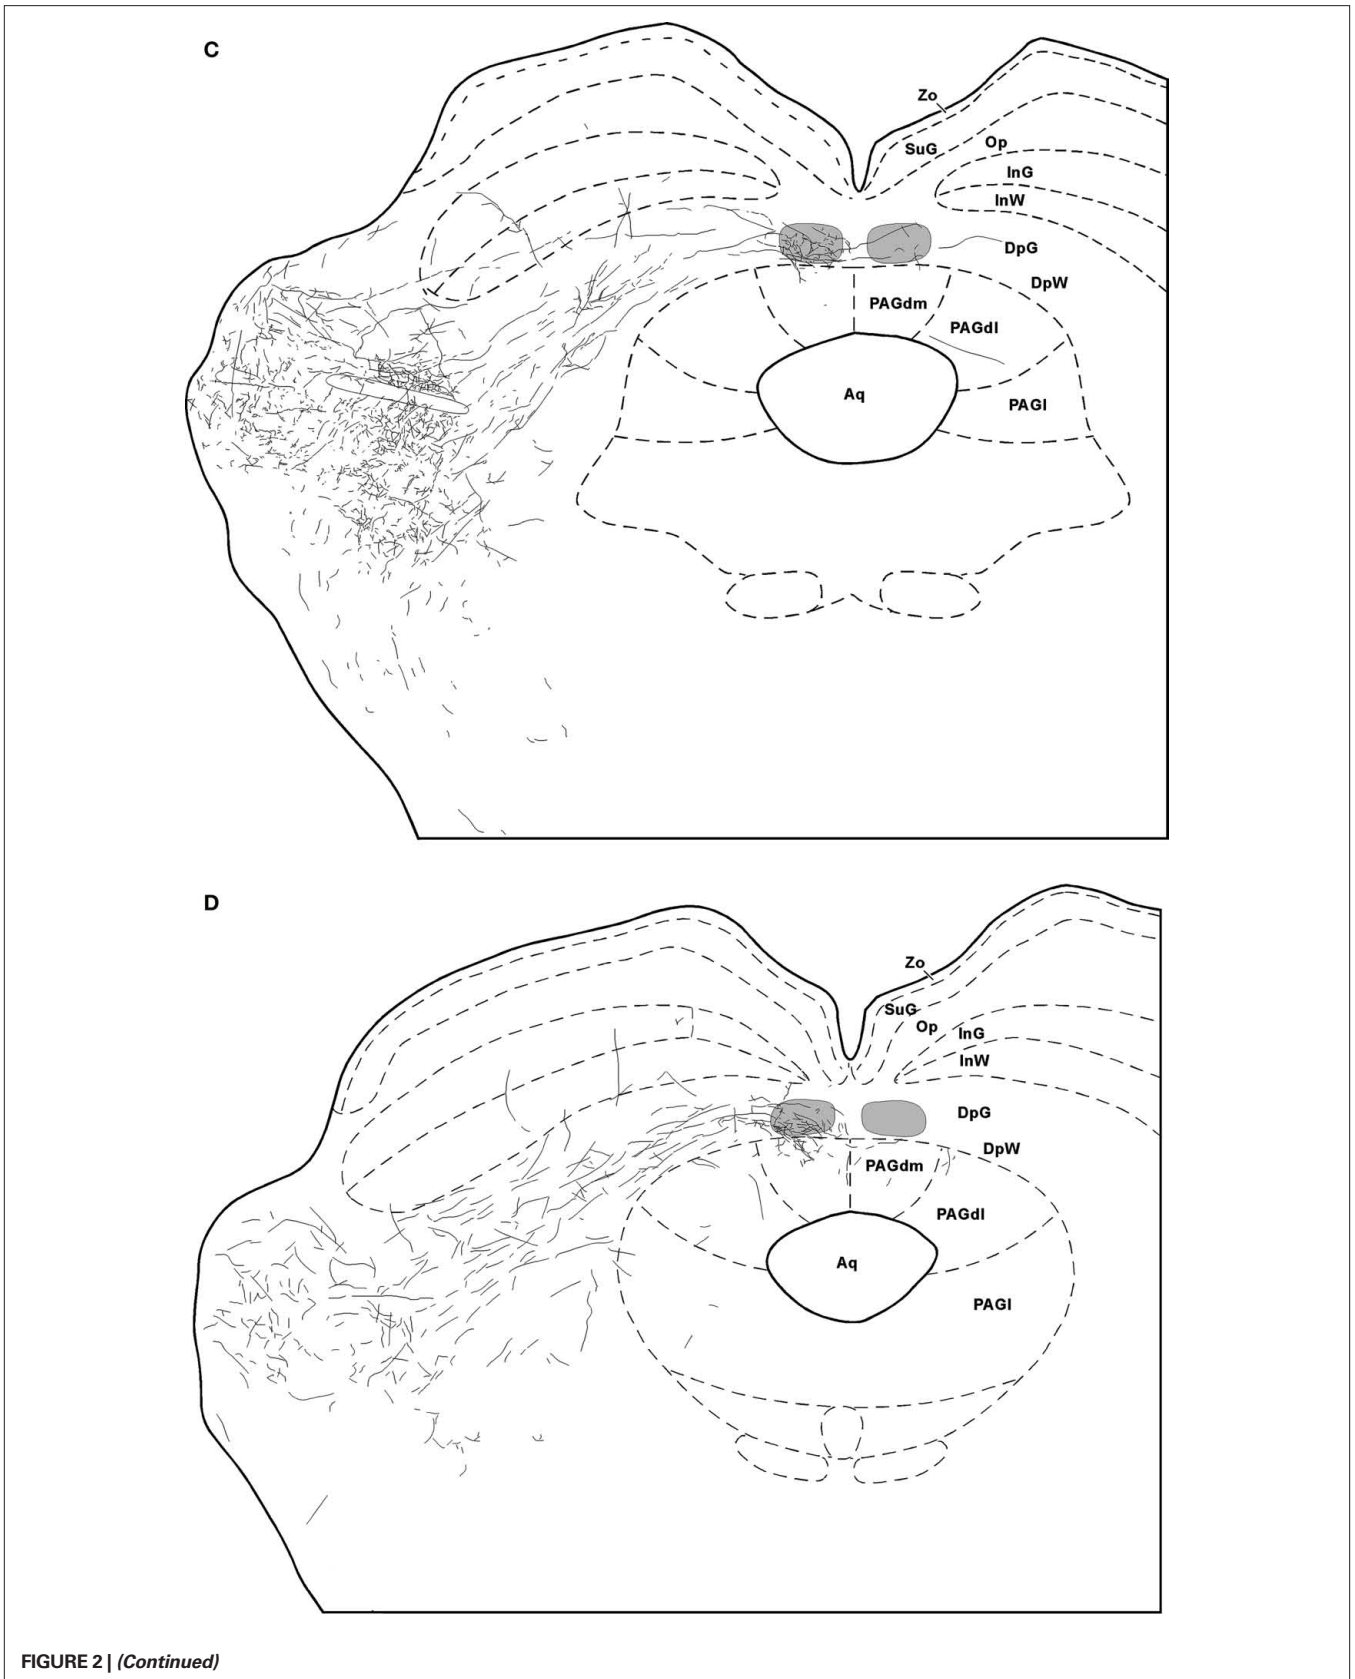 C
Zo
SuG
Op
InG
InW
DpG
DpW
PAGdm
PAGdl
Aq
PAGl
D
Zo
SuG
Op
InG
InW
DpG
DpW
PAGdm
PAGdl
Aq
PAGl
FIGURE 2 | (Continued)